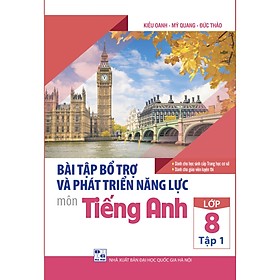 KIỀU OANH - MỸ QUANG - ĐỨC THẢO
BÀI TẬP BỔ TRỢ
VÀ PHÁT TRIỂN NĂNG LỰC
môn Tiếng Anh
- Dành cho học sinh cấp Trung học cơ sở
- Dành cho giáo viên luyện thi
LỚP
8
Tập 1
NHÀ XUẤT BẢN ĐẠI HỌC QUỐC GIA HÀ NỘI